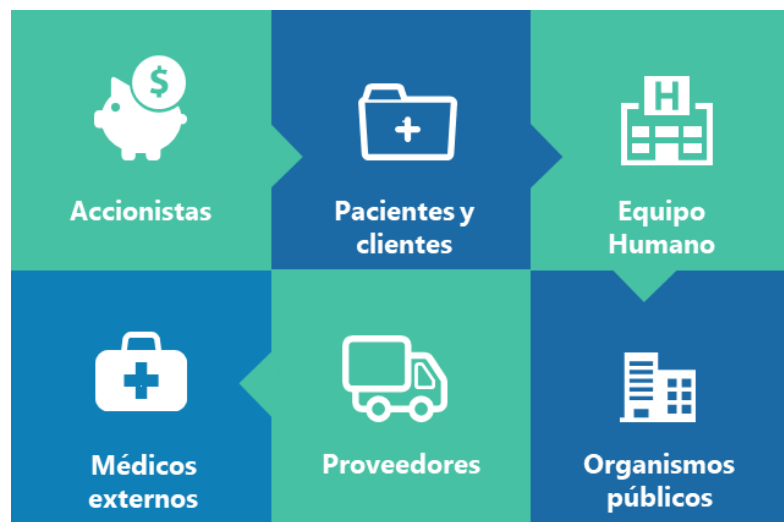 $
Accionistas
Pacientes y
clientes
H
Equipo
Humano
Médicos
externos
Proveedores
Organismos
públicos